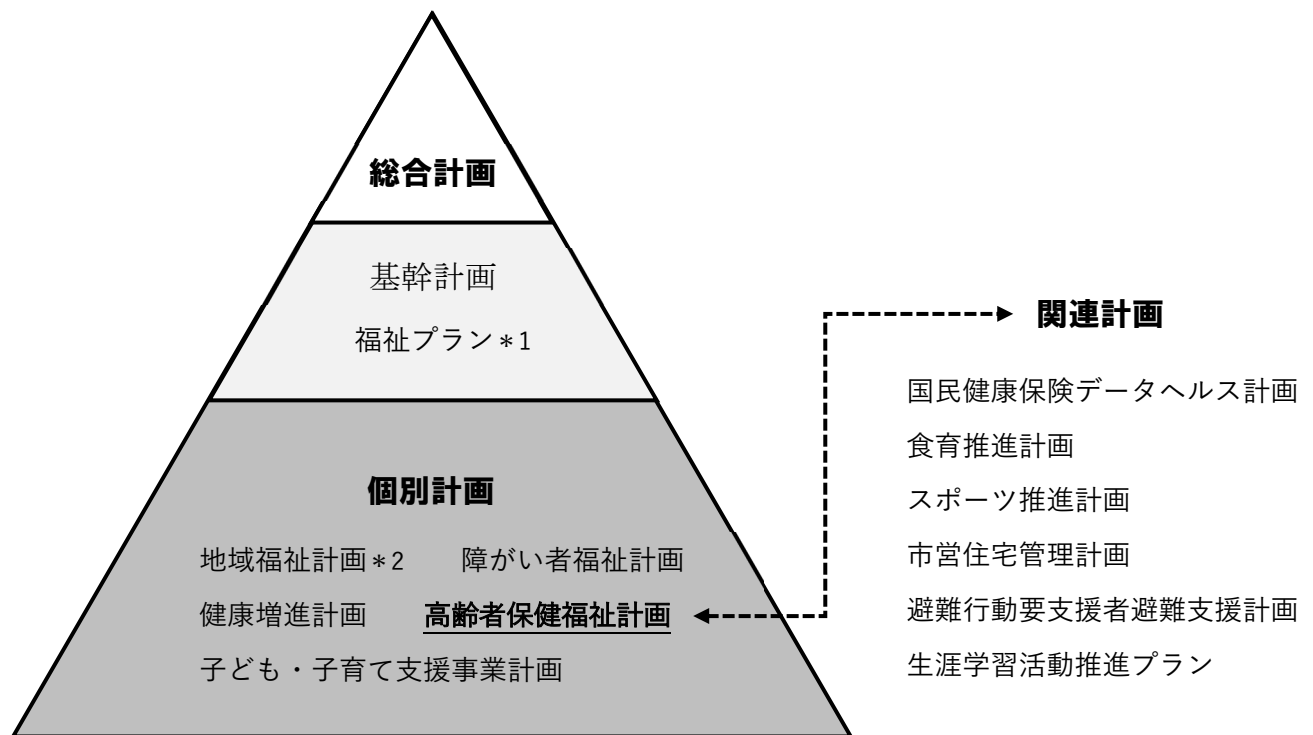 総合計画
基幹計画
福祉プラン*1
個別計画
地域福祉計画*2 障がい者福祉計画
健康増進計画 高齢者保健福祉計画
子ども・子育て支援事業計画
関連計画
国民健康保険データヘルス計画
食育推進計画
スポーツ推進計画
市営住宅管理計画
避難行動要支援者避難支援計画
生涯学習活動推進プラン